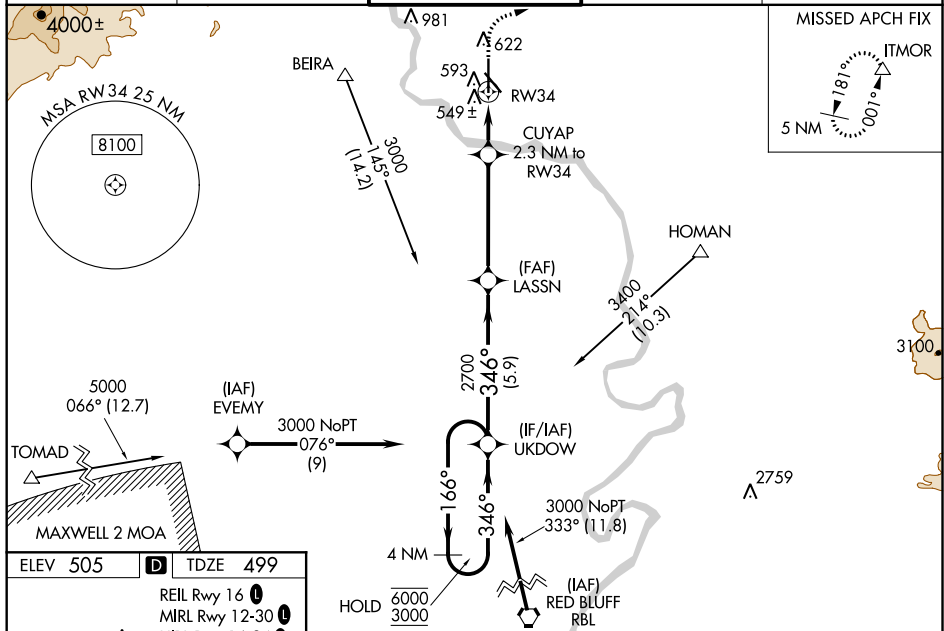 4000±
981
622
593
549±
RW34
MISSED APCH FIX
ITMOR
181°
001°
5 NM
BEIRA
3000
145°
(14.2)
MSA RW 34 25 NM
8100
CUYAP
2.3 NM to
RW34
HOMAN
3400
214°
(10.3)
(FAF)
LASSN
3100
2700
346°
(5.9)
5000
066° (12.7)
TOMAD
(IAF)
EVEMY
3000 NoPT
076°
(9)
(IF/IAF)
UKDOW
2759
166°
346°
3000 NoPT
333° (11.8)
MAXWELL 2 MOA
4 NM
HOLD
6000
3000
(IAF)
RED BLUFF
RBL
ELEV 505
D
TDZE 499
REIL Rwy 16 L
MIRL Rwy 12-30 L